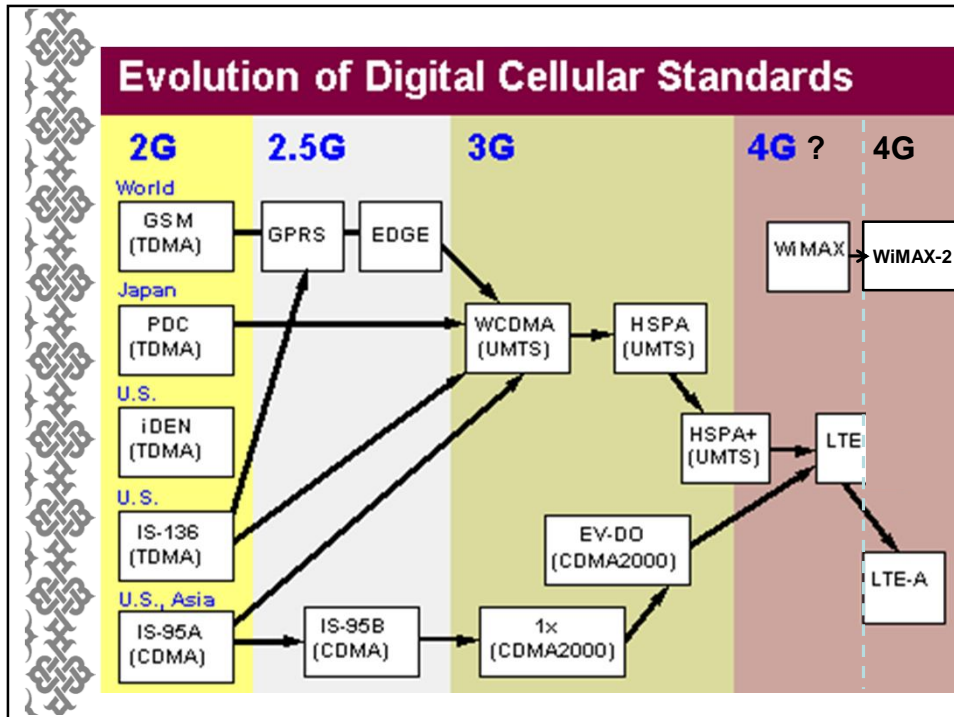 Evolution of Digital Cellular Standards
2G
2.5G
3G
4G ?
4G
World
GSM
(TDMA)
GPRS
EDGE
WiMAX
WiMAX-2
Japan
PDC
(TDMA)
WCDMA
(UMTS)
HSPA
(UMTS)
U.S.
iDEN
(TDMA)
HSPA+
(UMTS)
LTE
U.S.
IS-136
(TDMA)
EV-DO
(CDMA2000)
LTE-A
U.S., Asia
IS-95A
(CDMA)
IS-95B
(CDMA)
1x
(CDMA2000)